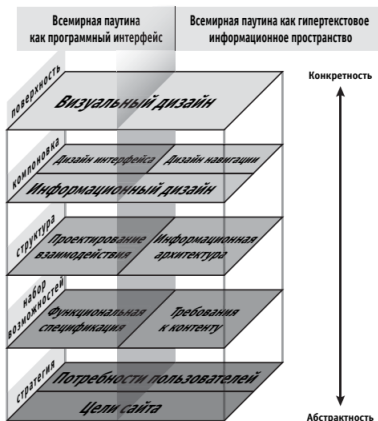 Всемирная паутина
как программный интерфейс
Всемирная паутина как гипертекстовое
информационное пространство
Конкретность
поверхность
Визуальный дизайн
компоновка
Дизайн интерфейса
Дизайн навигации
Информационный дизайн
структура
Проектирование
взаимодействия
Информационная
архитектура
набор
возможностей
Функциональная
спецификация
Требования
к контенту
стратегия
Потребности пользователей
Цели сайта
Абстрактность